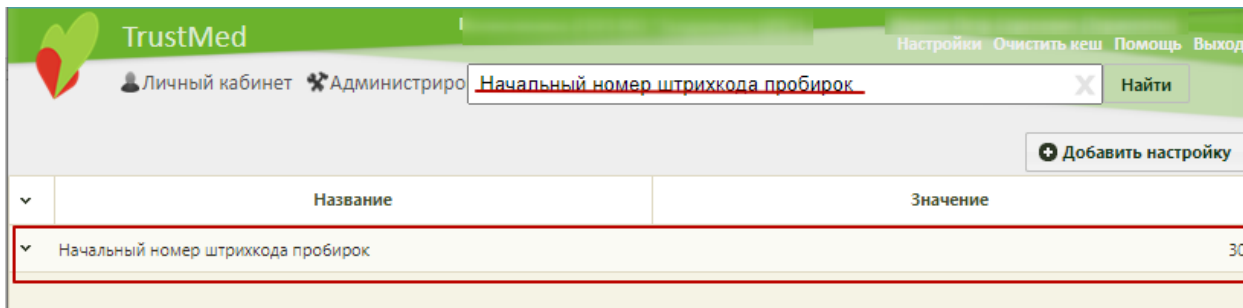 TrustMed
Настройки Очистить кеш Помощь Выход
Личный кабинет Администриро Начальный номер штрихкода пробирок Найти
Добавить настройку
Название Значение
Начальный номер штрихкода пробирок 30